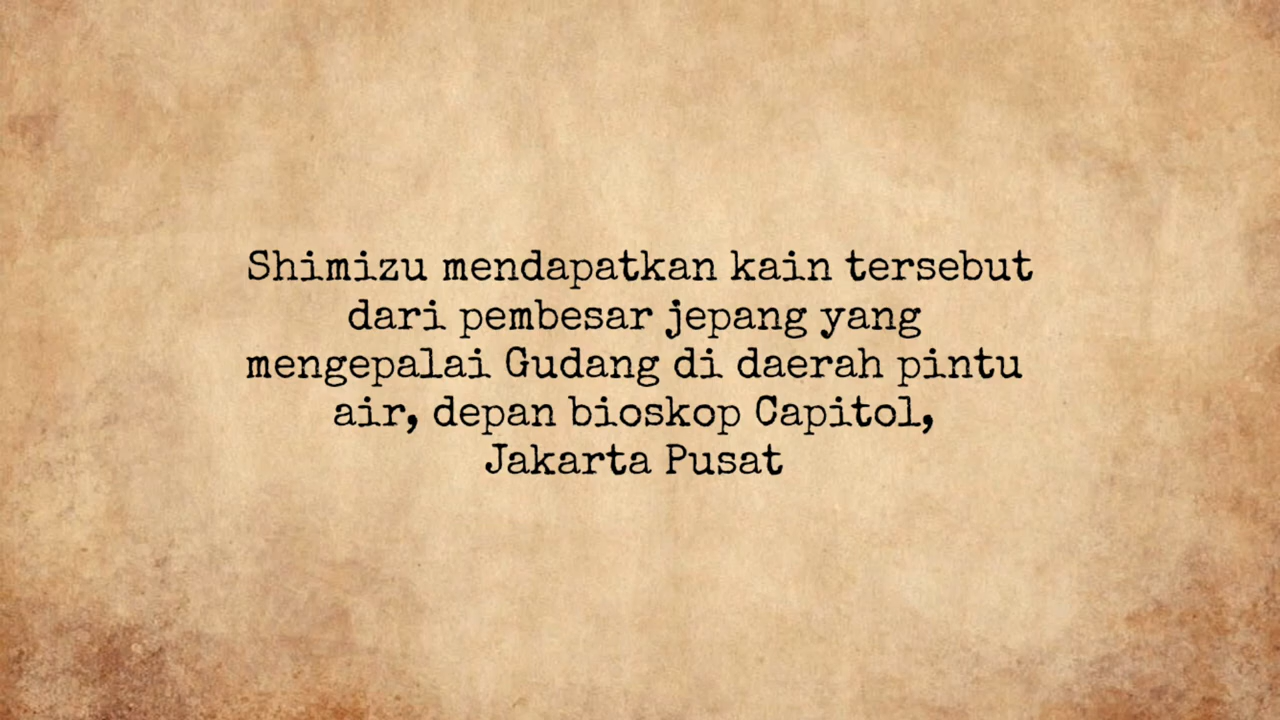 Shimizu mendapatkan kain tersebut
dari pembesar jepang yang
mengepalai Gudang di daerah pintu
air, depan bioskop Capitol,
Jakarta Pusat